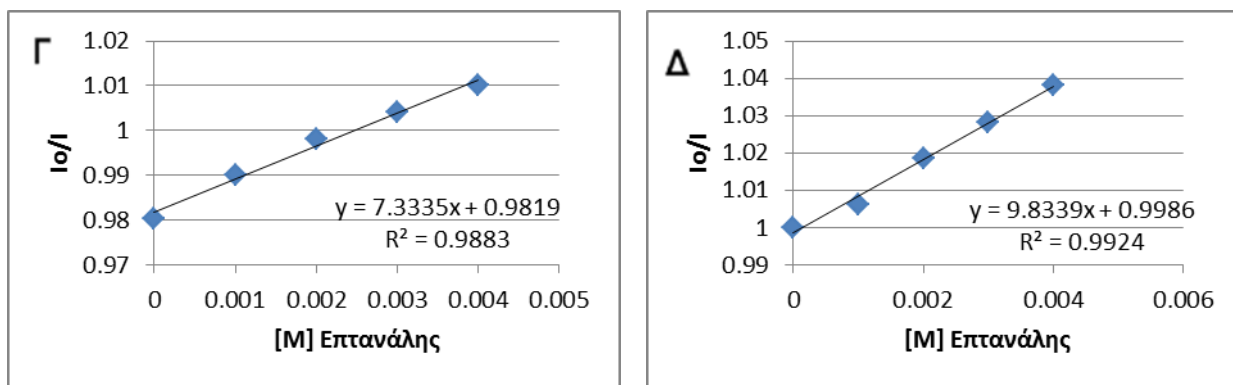 Γ
Io/I
1.02
1.01
1
0.99
0.98
0.97
y = 7.3335x + 0.9819
R² = 0.9883
0 0.001 0.002 0.003 0.004 0.005
[M] Επτανάλης
Δ
Io/I
1.05
1.04
1.03
1.02
1.01
1
0.99
y = 9.8339x + 0.9986
R² = 0.9924
0 0.002 0.004 0.006
[M] Επτανάλης